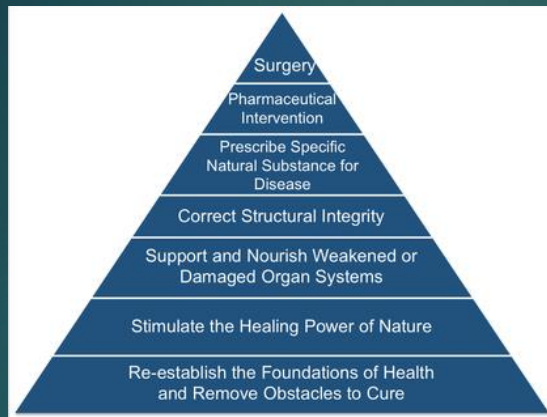 Surgery
Pharmaceutical
Intervention
Prescribe Specific
Natural Substance for
Disease
Correct Structural Integrity
Support and Nourish Weakened or
Damaged Organ Systems
Stimulate the Healing Power of Nature
Re-establish the Foundations of Health
and Remove Obstacles to Cure